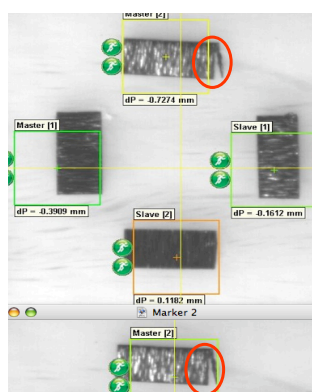 Master [2]
dP = -0.7274 mm
Master [1]
Slave [1]
dP = -0.3909 mm
dP = -0.1612 mm
Slave [2]
dP = 0.1182 mm
Marker 2
Master [2]